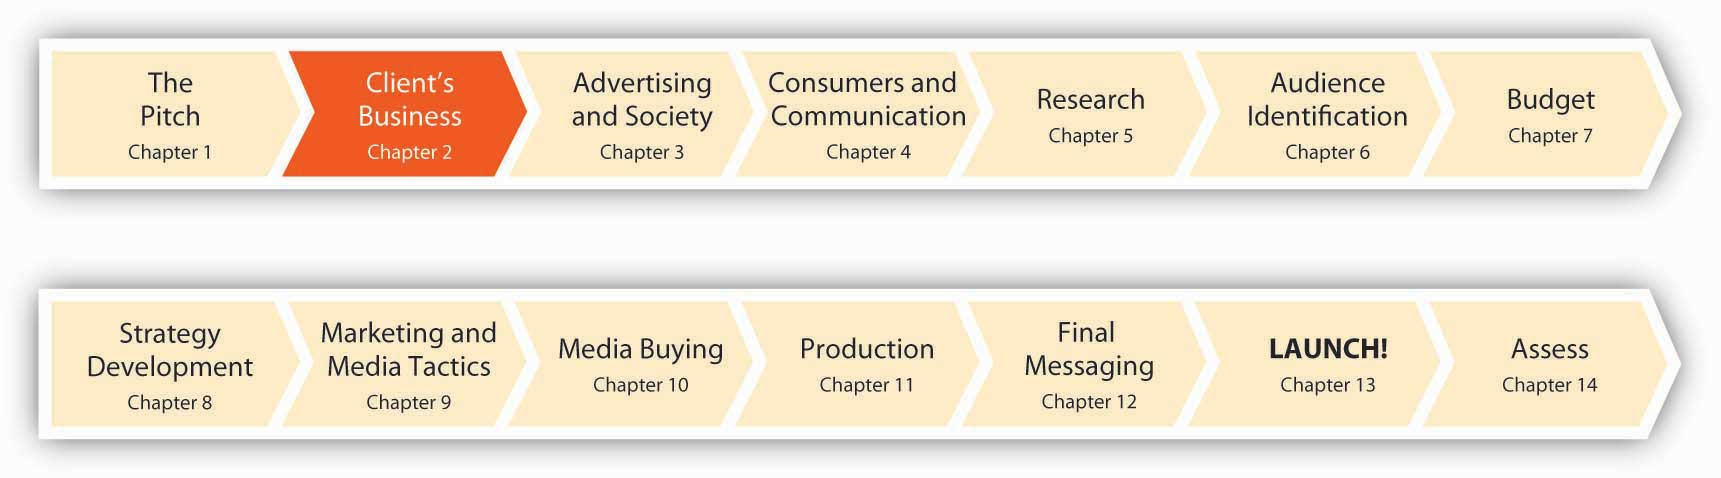 The
Pitch
Chapter 1
Client’s
Business
Chapter 2
Advertising
and Society
Chapter 3
Consumers and
Communication
Chapter 4
Research
Chapter 5
Audience
Identification
Chapter 6
Budget
Chapter 7
Strategy
Development
Chapter 8
Marketing and
Media Tactics
Chapter 9
Media Buying
Chapter 10
Production
Chapter 11
Final
Messaging
Chapter 12
LAUNCH!
Chapter 13
Assess
Chapter 14